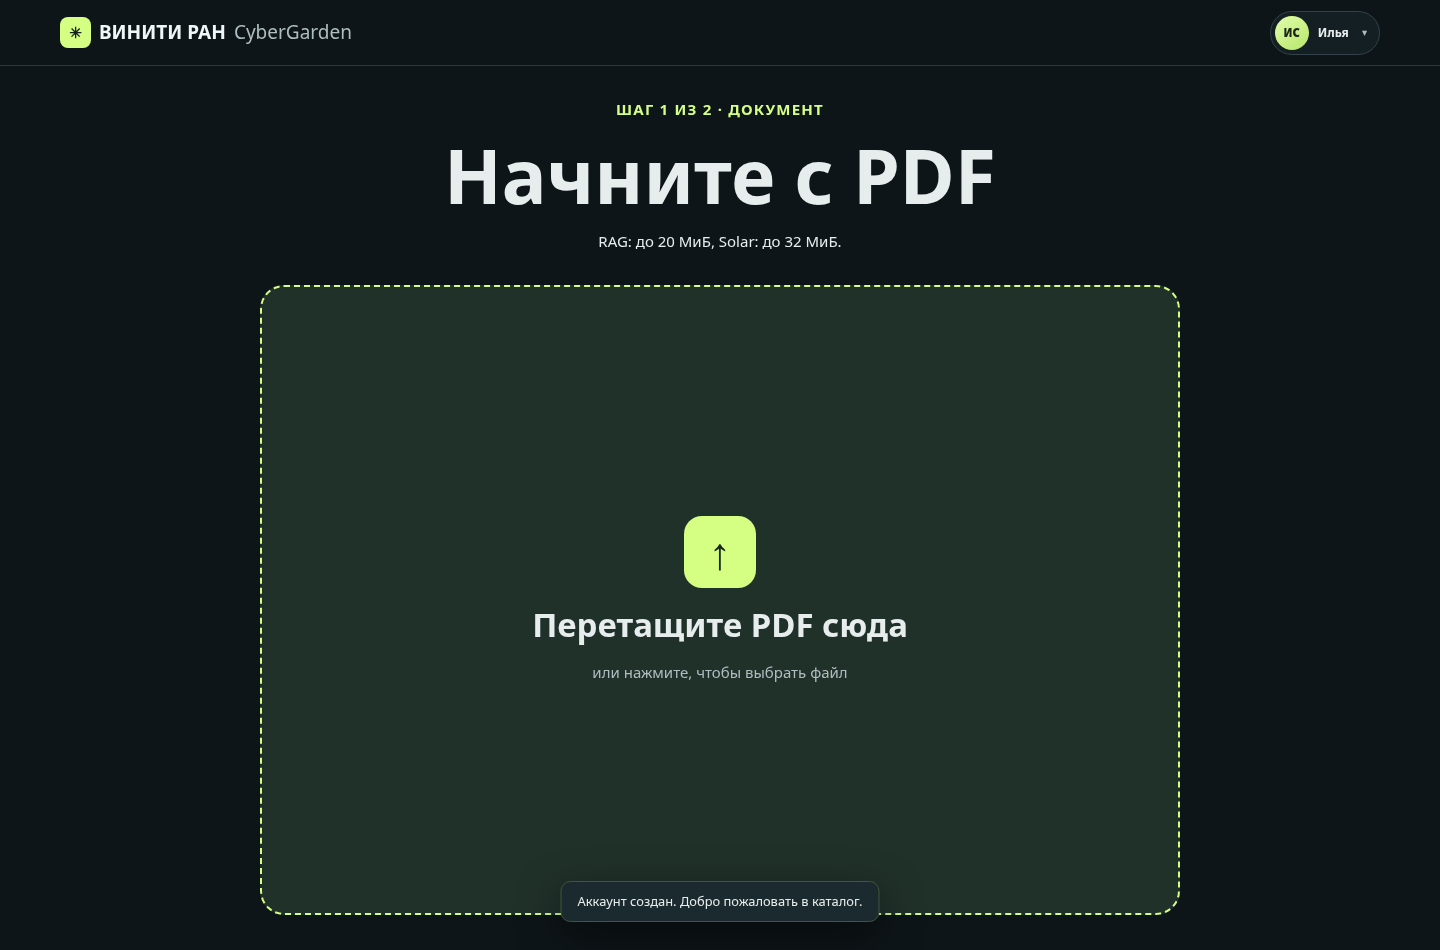 ВИНИТИ РАН CyberGarden
ИС Илья
ШАГ 1 ИЗ 2 · ДОКУМЕНТ
Начните с PDF
RAG: до 20 МиБ, Solar: до 32 МиБ.
↑
Перетащите PDF сюда
или нажмите, чтобы выбрать файл
Аккаунт создан. Добро пожаловать в каталог.